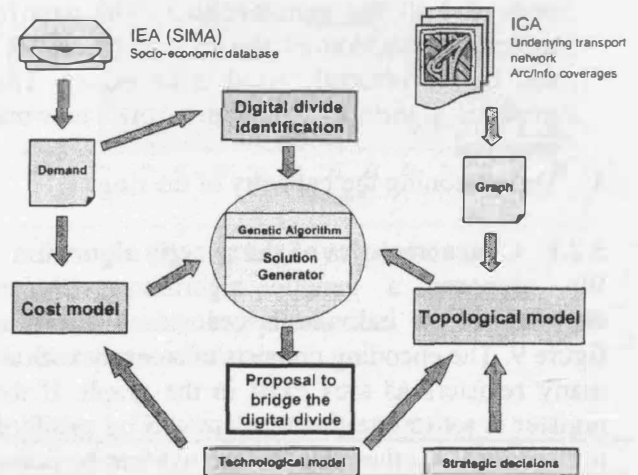 IEA (SIMA)
Socio-economic database
ICA
Underlying transport
network
Arc/Info coverages
Digital divide
identification
Demand
Graph
Genetic Algorithm
Solution
Generator
Cost model
Topological model
Proposal to
bridge the
digital divide
Technological model
Strategic decisions